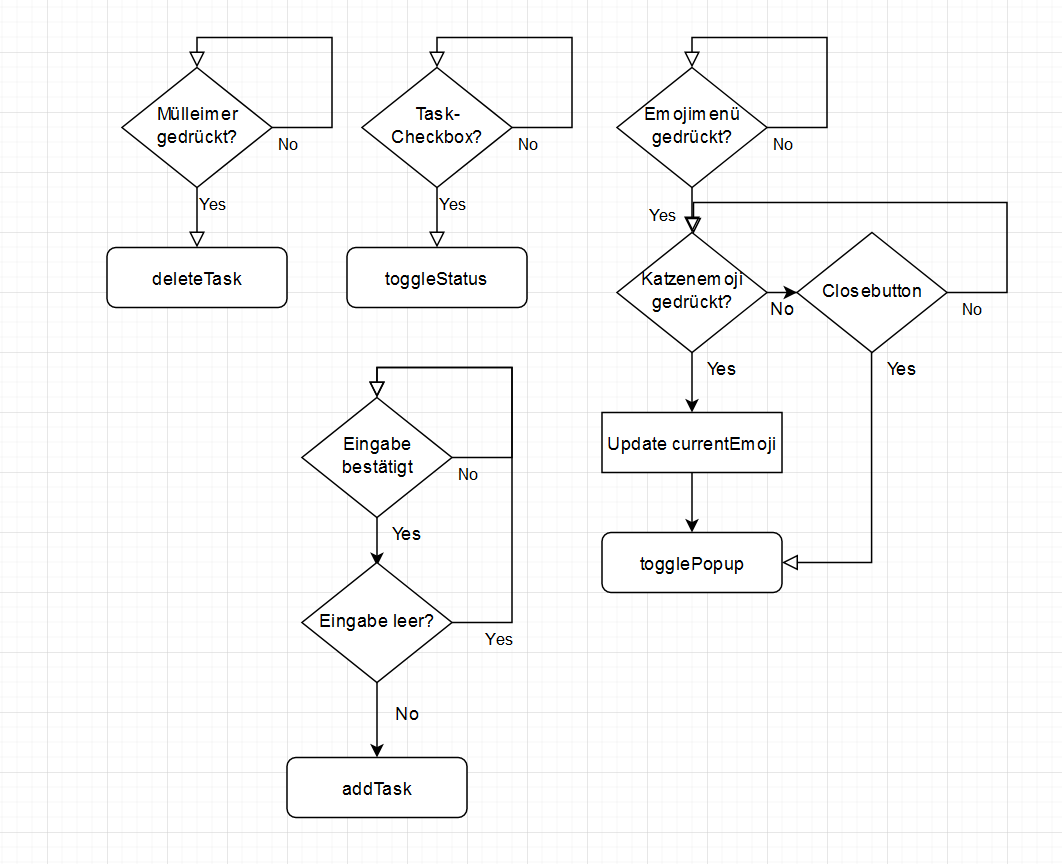 Mülleimer
gedrückt?
No
Yes
deleteTask
Task-
Checkbox?
No
Yes
toggleStatus
Emojimenü
gedrückt?
No
Yes
Katzenemoji
gedrückt?
No
Closebutton
No
Yes
Yes
Update currentEmoji
togglePopup
Eingabe
bestätigt
No
Yes
Eingabe leer?
Yes
No
addTask